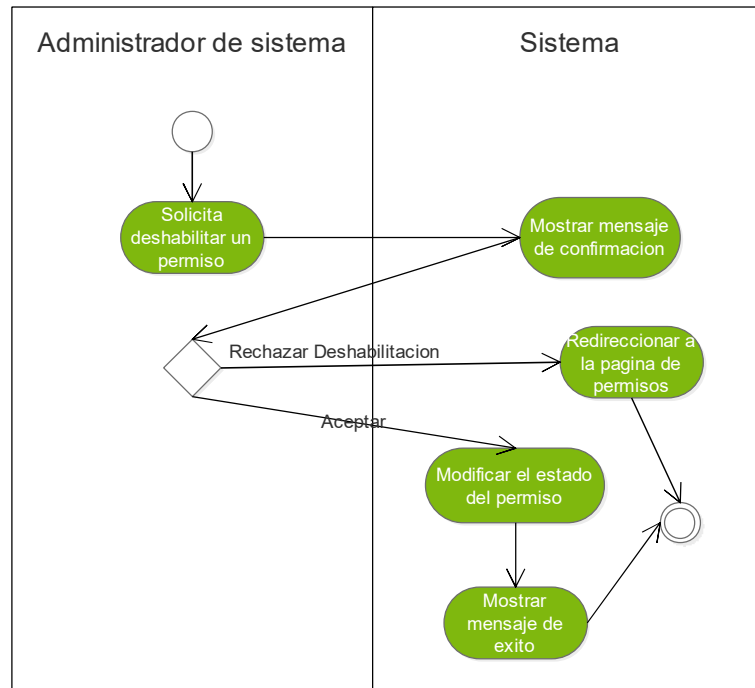 Administrador de sistema
Sistema
Solicita
deshabilitar un
permiso
Mostrar mensaje
de confirmacion
Rechazar Deshabilitacion
Redireccionar a
la pagina de
permisos
Aceptar
Modificar el estado
del permiso
Mostrar
mensaje de
exito